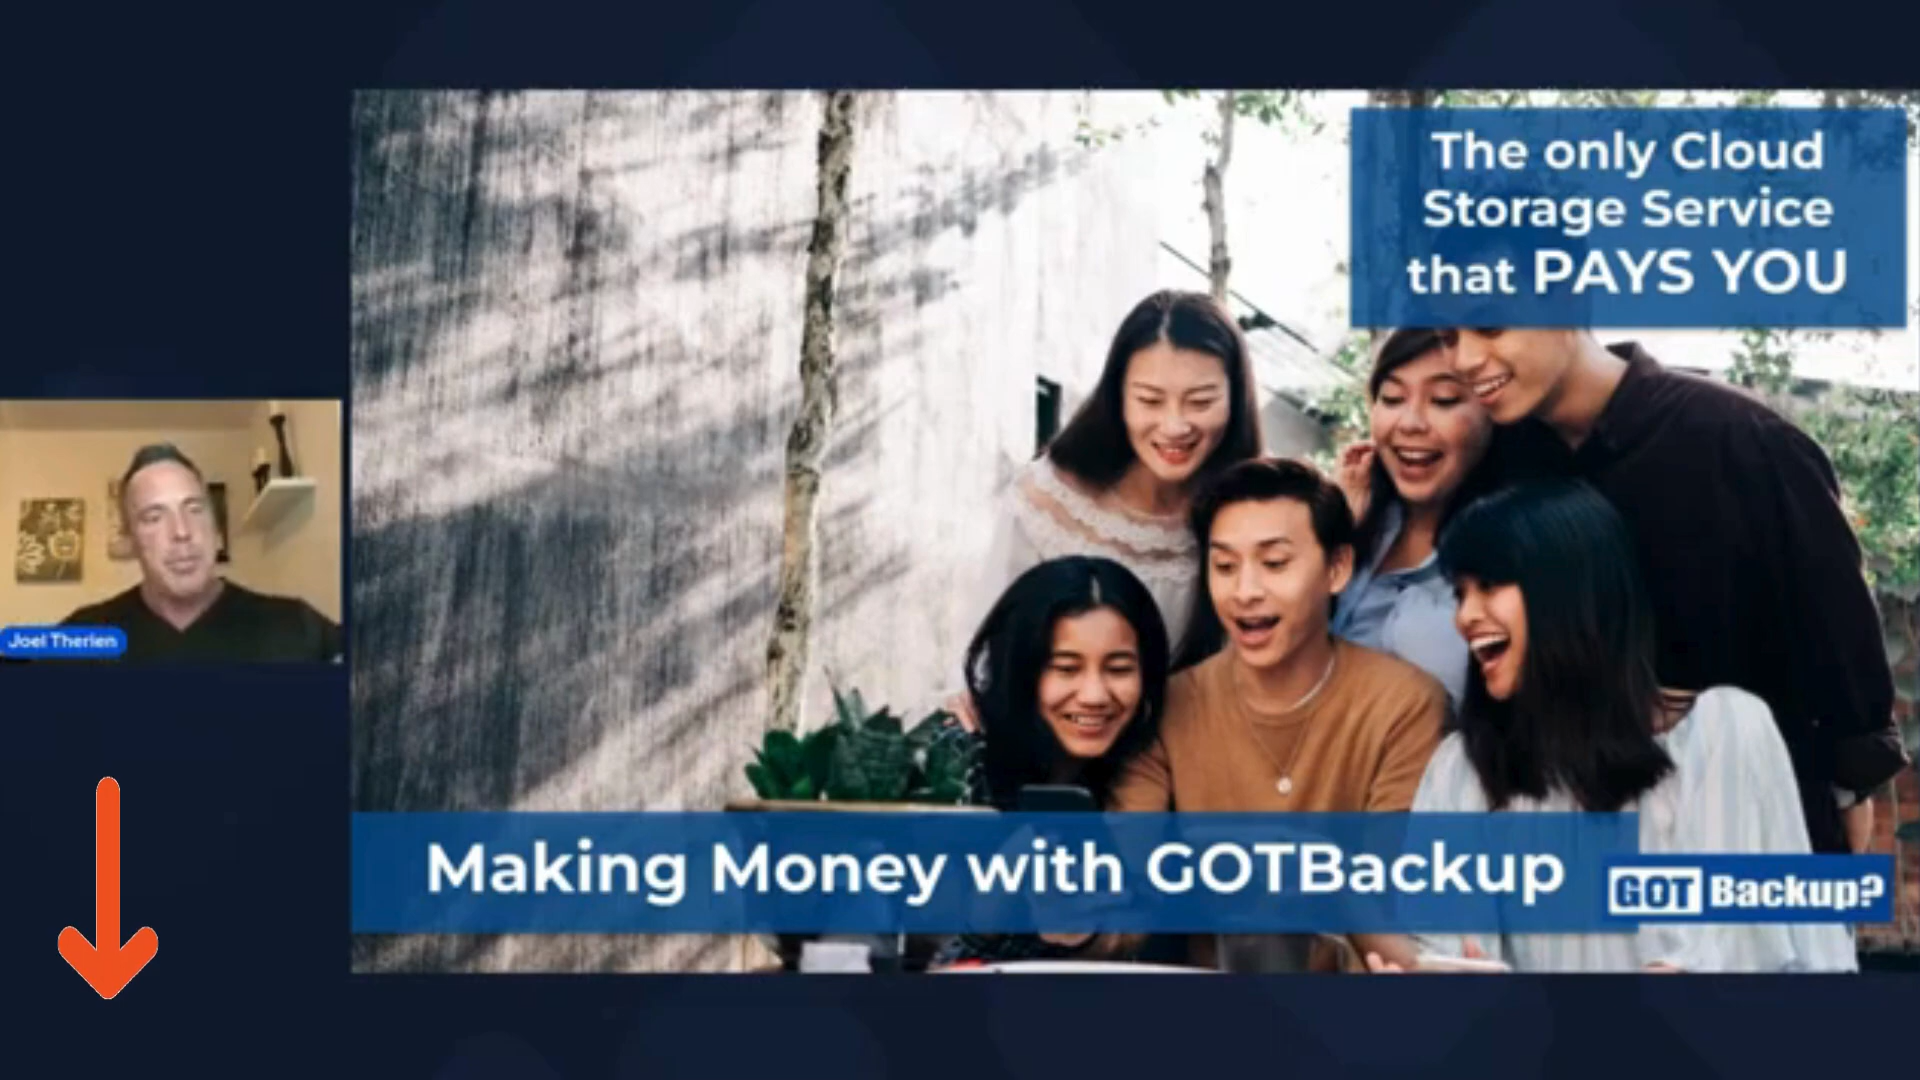 The only Cloud
Storage Service
that PAYS YOU
Joel Therien
Making Money with GOTBackup
GOT Backup?